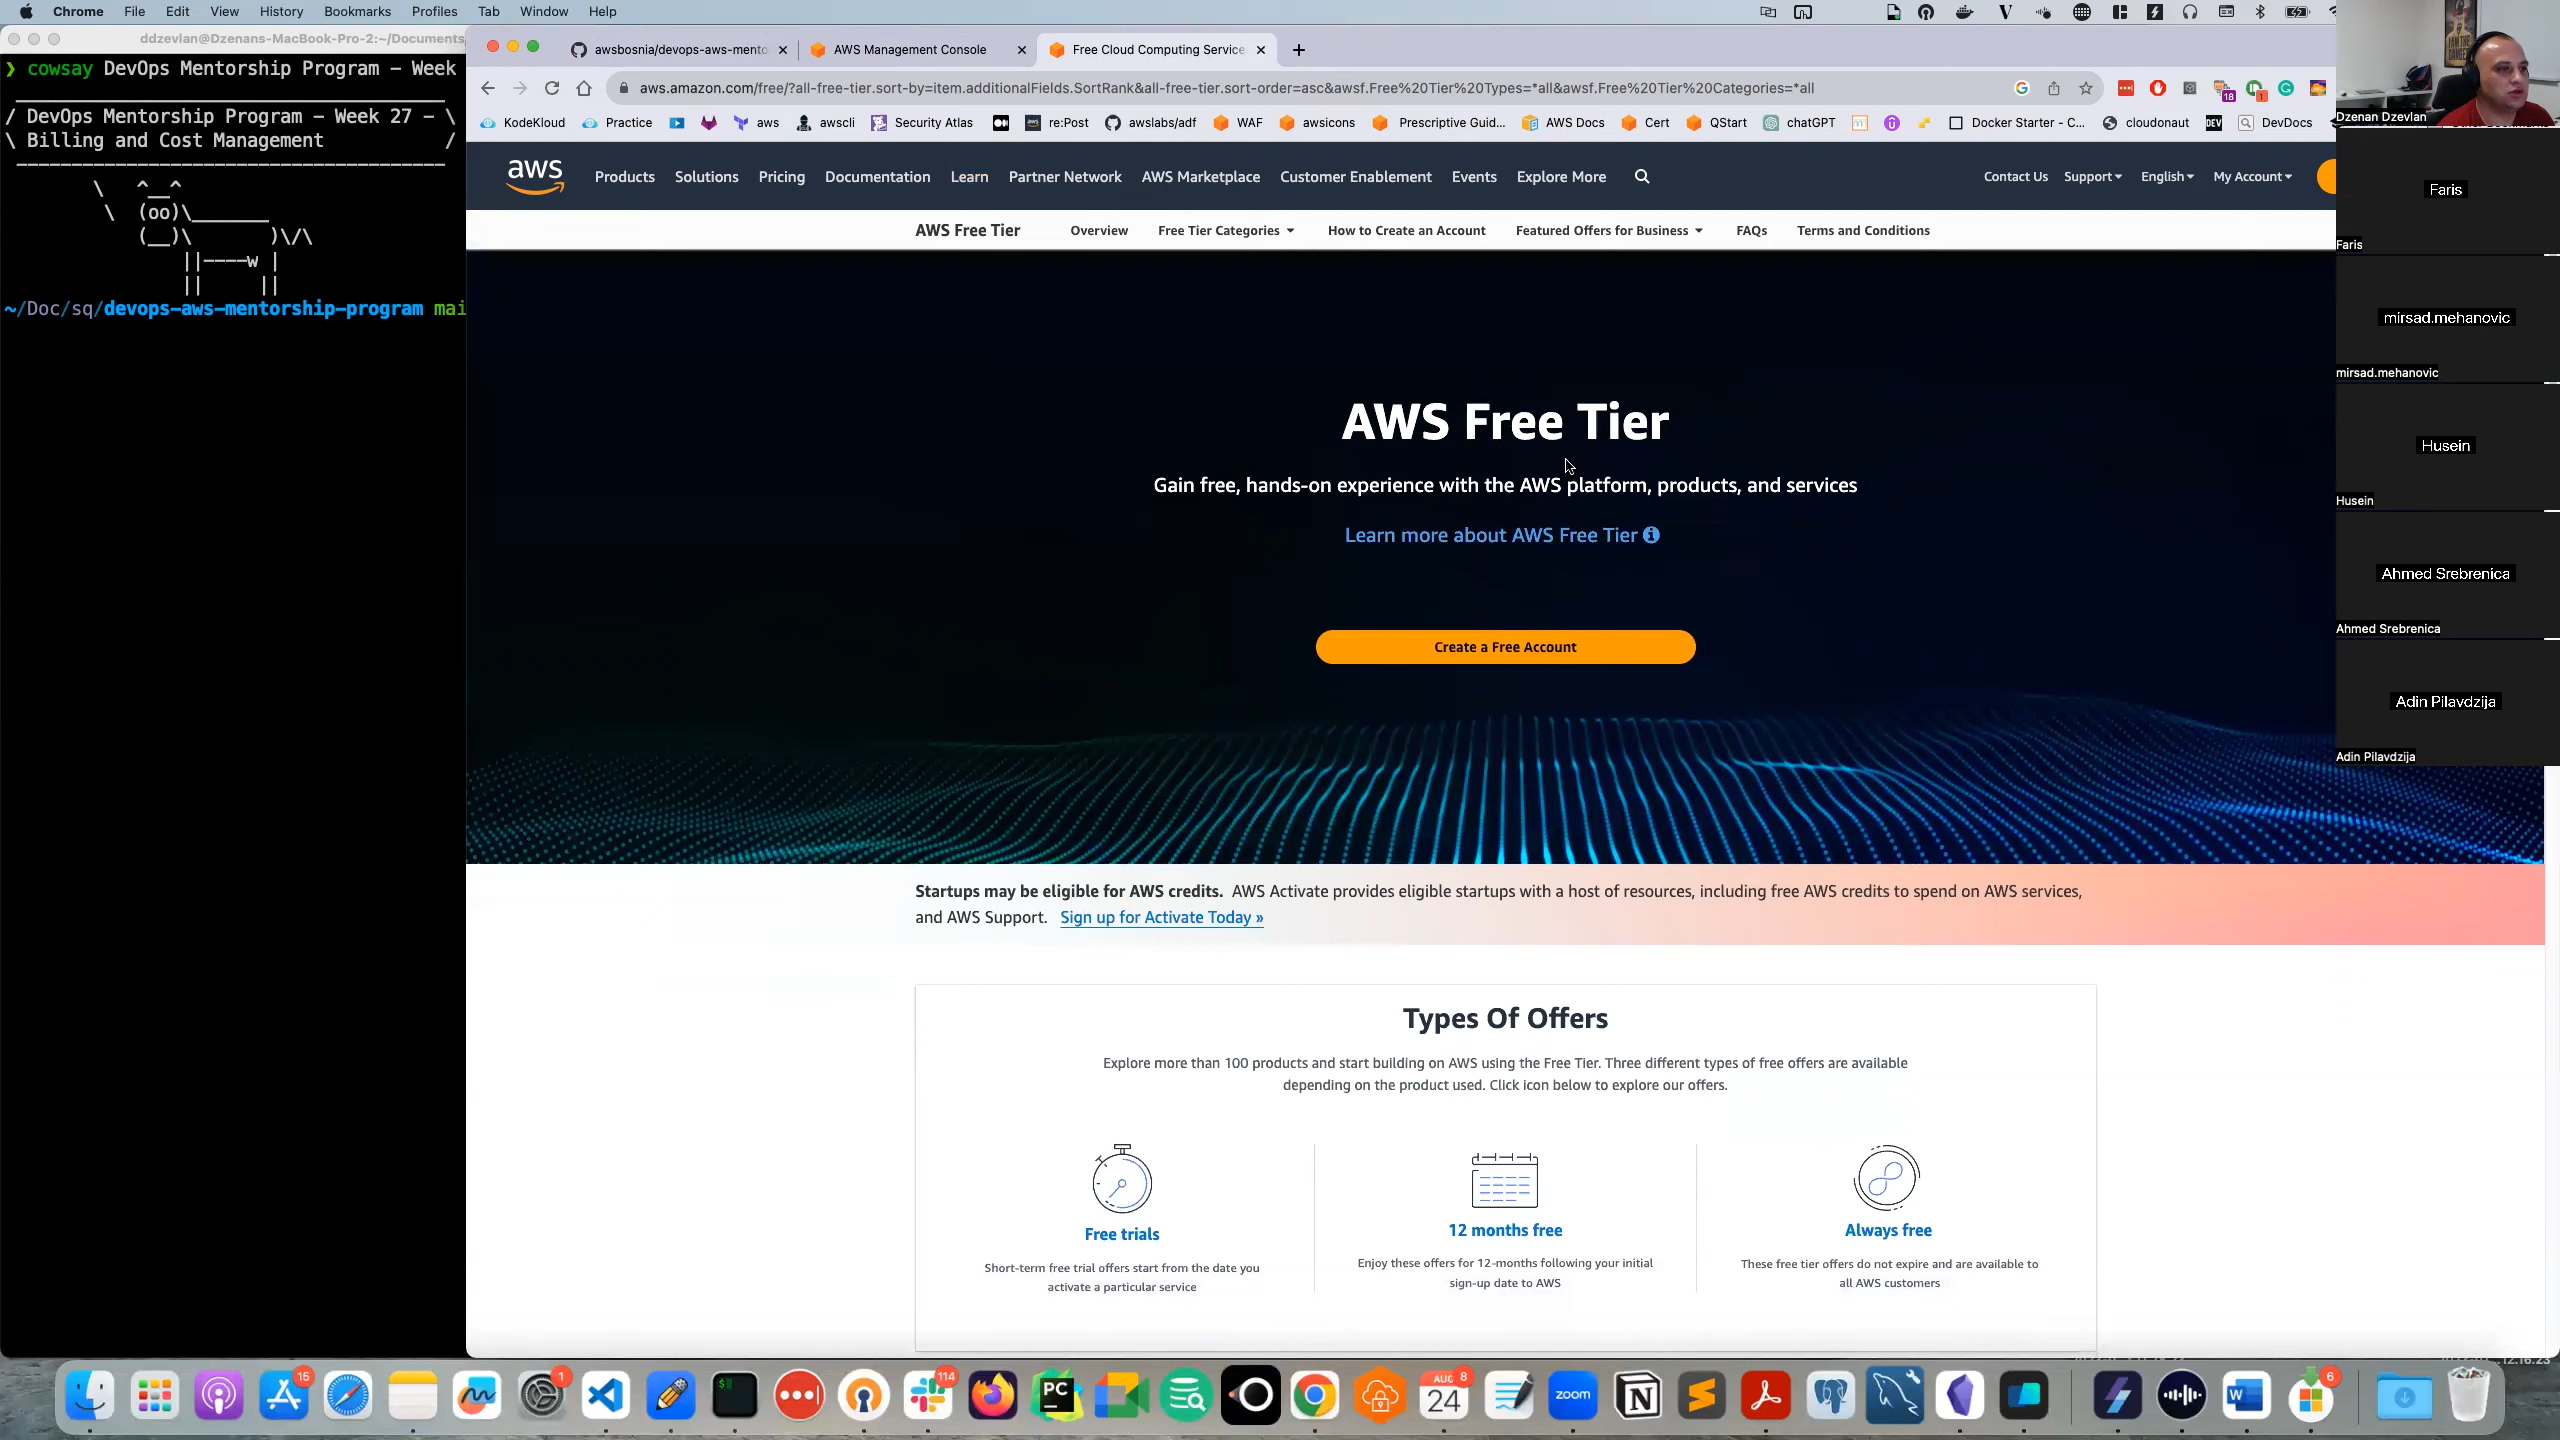 Chrome File Edit View History Bookmarks Profiles Tab Window Help
ddzevlan@Dzenans-MacBook-Pro-2:~/Documents
❯ cowsay DevOps Mentorship Program – Week
/ DevOps Mentorship Program – Week 27 – \
\ Billing and Cost Management /
\ ^__^
\ (oo)\_______
(__)\ )\/\
||----w |
|| ||
~/Doc/sq/devops-aws-mentorship-program mai
awsbosnia/devops-aws-mento
AWS Management Console
Free Cloud Computing Service
aws.amazon.com/free/?all-free-tier.sort-by=item.additionalFields.SortRank&all-free-tier.sort-order=asc&awsf.Free%20Tier%20Types=*all&awsf.Free%20Tier%20Categories=*all
18
1
KodeKloud Practice aws awscli Security Atlas re:Post awslabs/adf WAF awsicons Prescriptive Guid... AWS Docs Cert QStart chatGPT Docker Starter - C... cloudonaut DEV DevDocs
aws
Products Solutions Pricing Documentation Learn Partner Network AWS Marketplace Customer Enablement Events Explore More
Contact Us Support English My Account
AWS Free Tier Overview Free Tier Categories How to Create an Account Featured Offers for Business FAQs Terms and Conditions
AWS Free Tier
Gain free, hands-on experience with the AWS platform, products, and services
Learn more about AWS Free Tier
Create a Free Account
Startups may be eligible for AWS credits. AWS Activate provides eligible startups with a host of resources, including free AWS credits to spend on AWS services,
and AWS Support. Sign up for Activate Today »
Types Of Offers
Explore more than 100 products and start building on AWS using the Free Tier. Three different types of free offers are available
depending on the product used. Click icon below to explore our offers.
Free trials
Short-term free trial offers start from the date you
activate a particular service
12 months free
Enjoy these offers for 12-months following your initial
sign-up date to AWS
Always free
These free tier offers do not expire and are available to
all AWS customers
Dzenan Dzevlan
Faris
Faris
mirsad.mehanovic
mirsad.mehanovic
Husein
Husein
Ahmed Srebrenica
Ahmed Srebrenica
Adin Pilavdzija
Adin Pilavdzija
15
1
114
PC
AUG
24
8
zoom
W
6